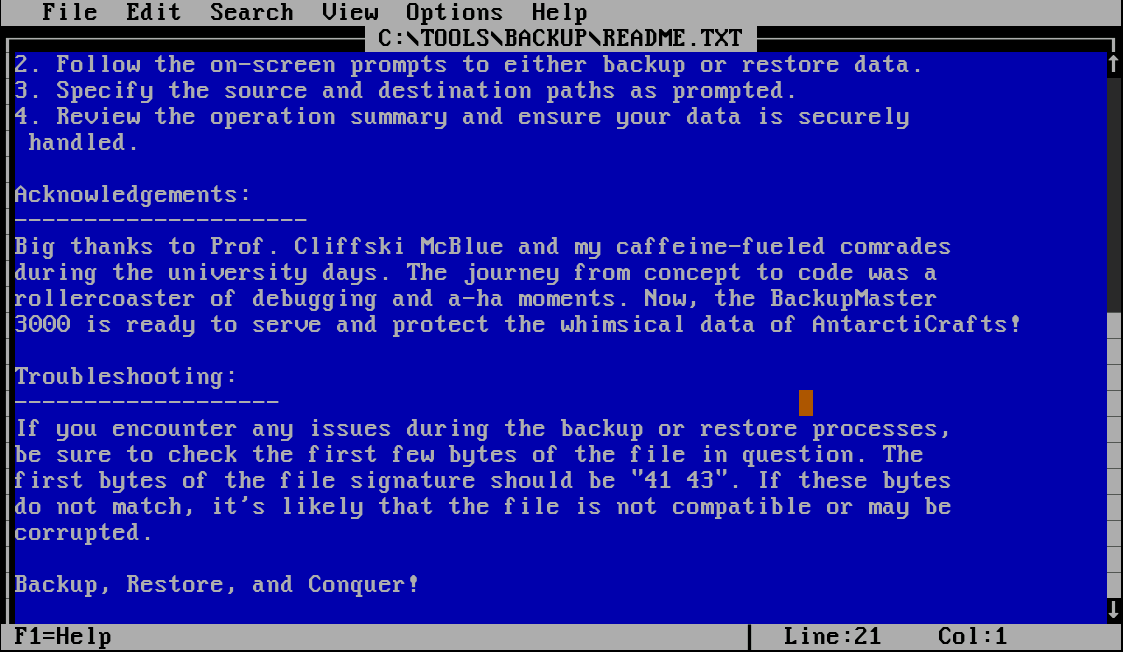 File Edit Search View Options Help
C:\TOOLS\BACKUP\README.TXT
2. Follow the on-screen prompts to either backup or restore data.
3. Specify the source and destination paths as prompted.
4. Review the operation summary and ensure your data is securely
handled.
Acknowledgements:
---------------------
Big thanks to Prof. Cliffski McBlue and my caffeine-fueled comrades
during the university days. The journey from concept to code was a
rollercoaster of debugging and a-ha moments. Now, the BackupMaster
3000 is ready to serve and protect the whimsical data of AntarctiCrafts!
Troubleshooting:
-------------------
If you encounter any issues during the backup or restore processes,
be sure to check the first few bytes of the file in question. The
first bytes of the file signature should be "41 43". If these bytes
do not match, it's likely that the file is not compatible or may be
corrupted.
Backup, Restore, and Conquer!
F1=Help Line:21 Col:1